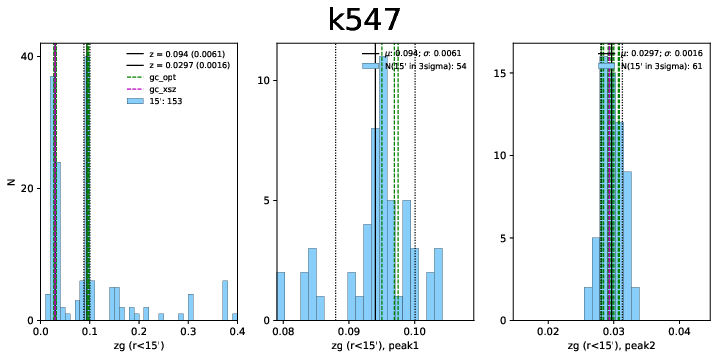 k547
z = 0.094 (0.0061)
z = 0.0297 (0.0016)
gc_opt
gc_xsz
15': 153
N
0
20
40
0.0 0.1 0.2 0.3 0.4
zg (r<15')
μ: 0.094; σ: 0.0061
N(15' in 3sigma): 54
0
5
10
0.08 0.09 0.10
zg (r<15'), peak1
μ: 0.0297; σ: 0.0016
N(15' in 3sigma): 61
0
5
10
15
0.02 0.03 0.04
zg (r<15'), peak2